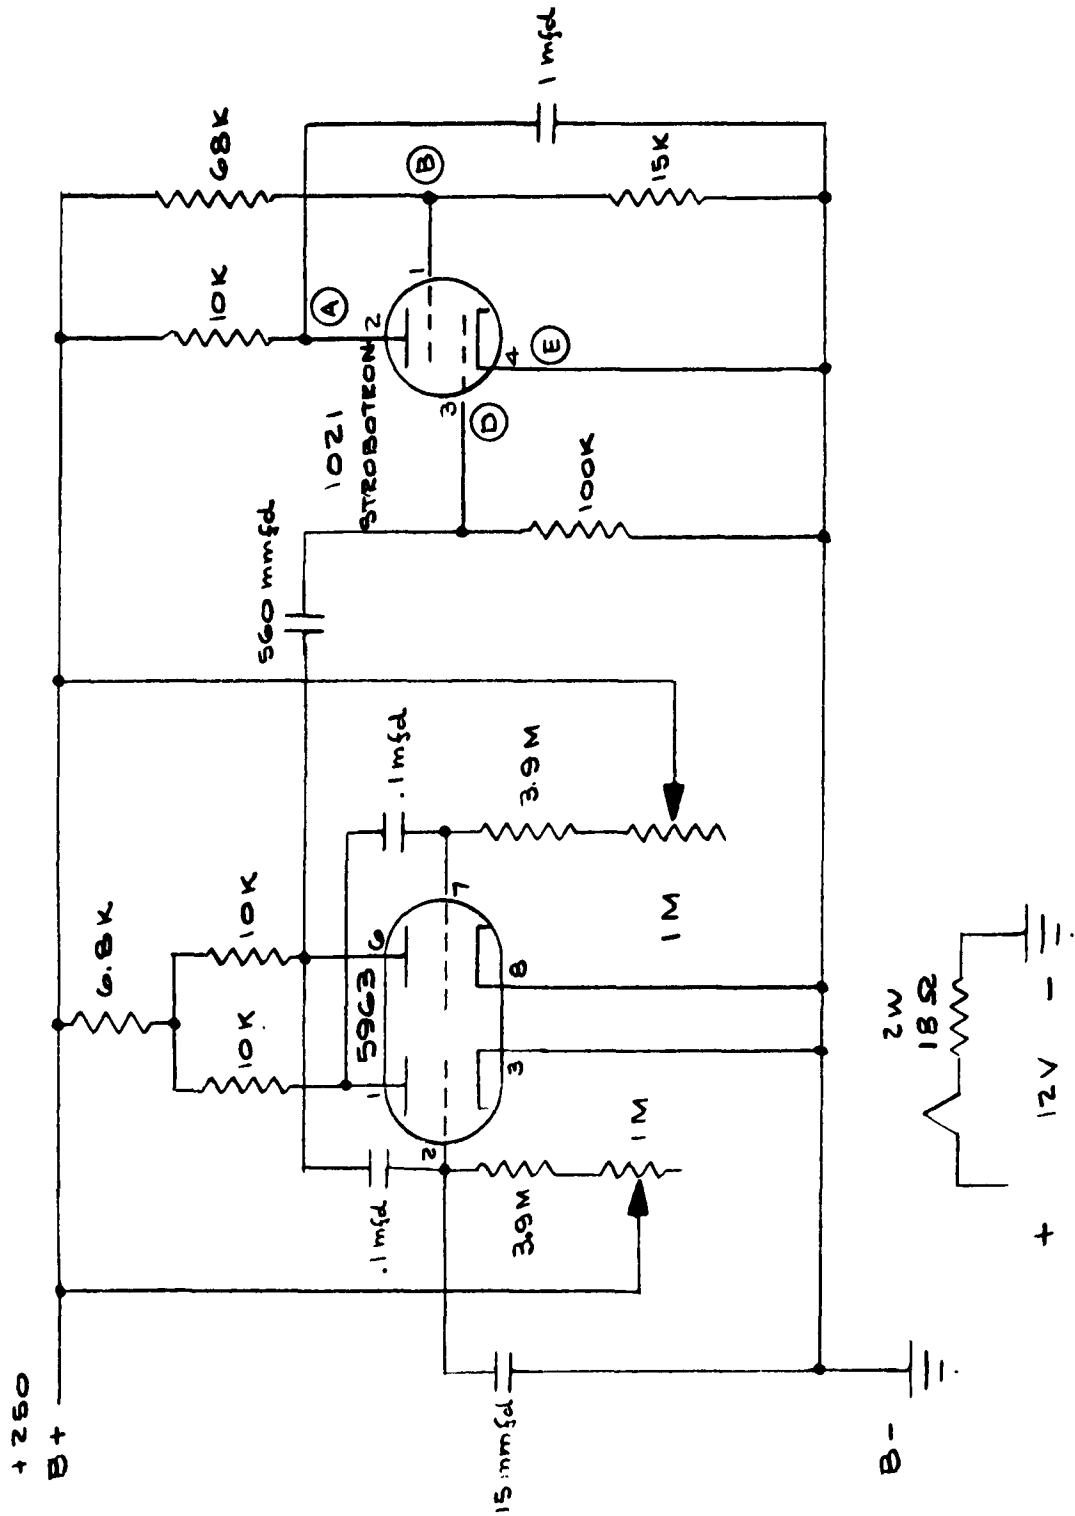 +250
B+
6.8K
10K
10K
10K
68K
560 mmfd
1021
STROBOTRON
A
2
B
1
3
D
4
E
1 mfd
15K
100K
.1 mfd
.1 mfd
5963
1
6
2
7
3
8
3.9M
3.9M
1M
1M
15 mmfd
B-
2W
18Ω
+ 12V -